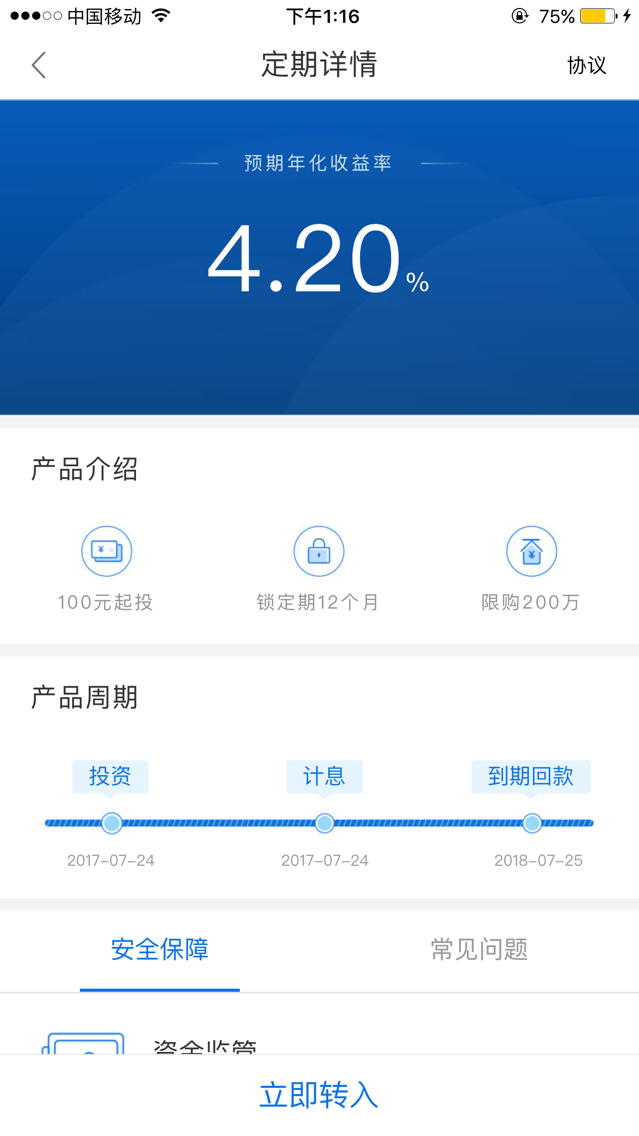 中国移动 下午1:16 75%
定期详情 协议
预期年化收益率
4.20%
产品介绍
100元起投 锁定期12个月 限购200万
产品周期
投资 计息 到期回款
2017-07-24 2017-07-24 2018-07-25
安全保障 常见问题
资金监管
立即转入